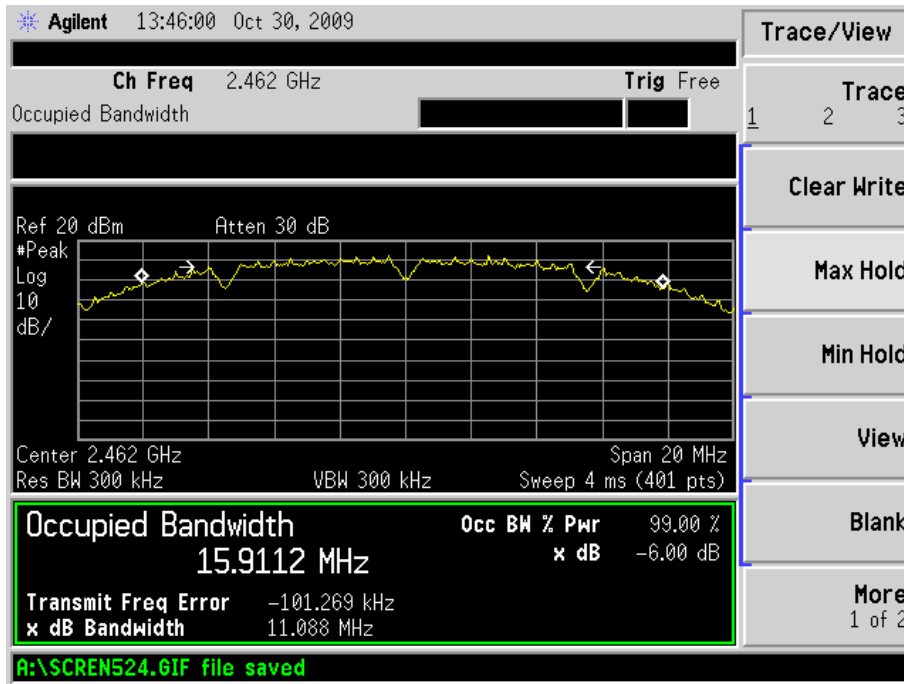 Agilent 13:46:00 Oct 30, 2009
Trace/View
Ch Freq 2.462 GHz Trig Free
Occupied Bandwidth
Trace
1 2 3
Clear Write
Max Hold
Min Hold
View
Blank
More
1 of 2
Ref 20 dBm Atten 30 dB
#Peak
Log
10
dB/
Center 2.462 GHz Span 20 MHz
Res BW 300 kHz VBW 300 kHz Sweep 4 ms (401 pts)
Occupied Bandwidth Occ BW % Pwr 99.00 %
15.9112 MHz x dB -6.00 dB
Transmit Freq Error -101.269 kHz
x dB Bandwidth 11.088 MHz
A:\SCREN524.GIF file saved